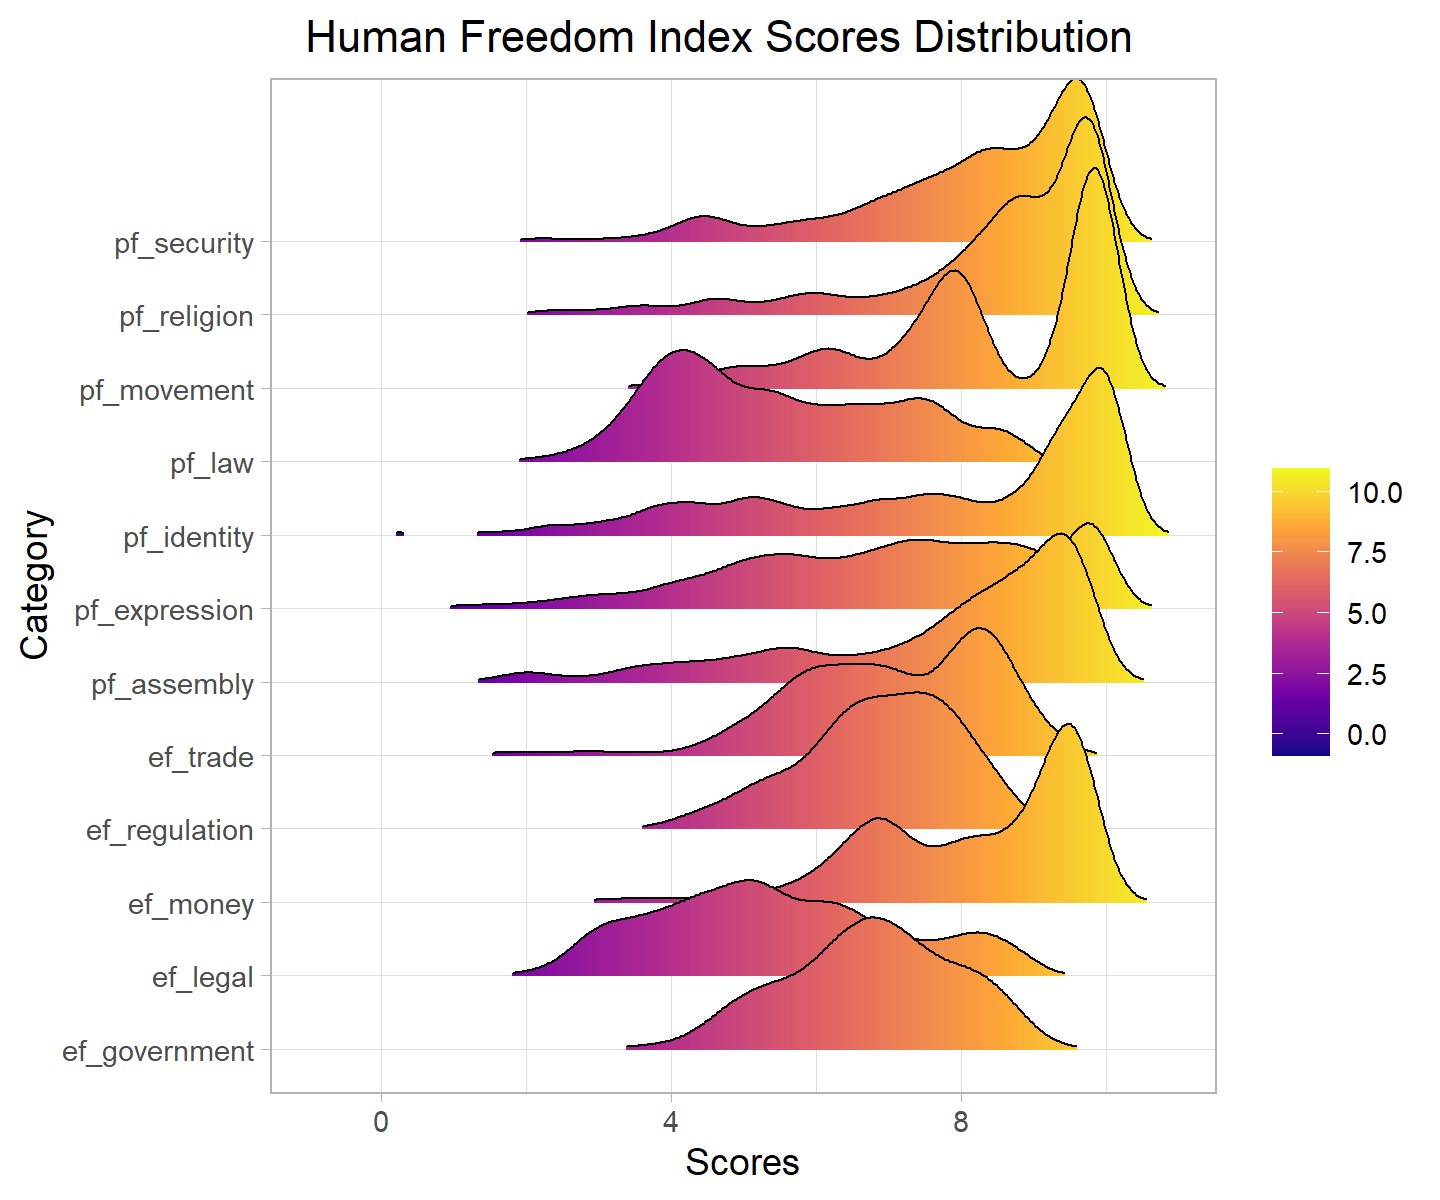 Human Freedom Index Scores Distribution
Category
pf_security
pf_religion
pf_movement
pf_law
pf_identity
pf_expression
pf_assembly
ef_trade
ef_regulation
ef_money
ef_legal
ef_government
0
4
8
Scores
10.0
7.5
5.0
2.5
0.0